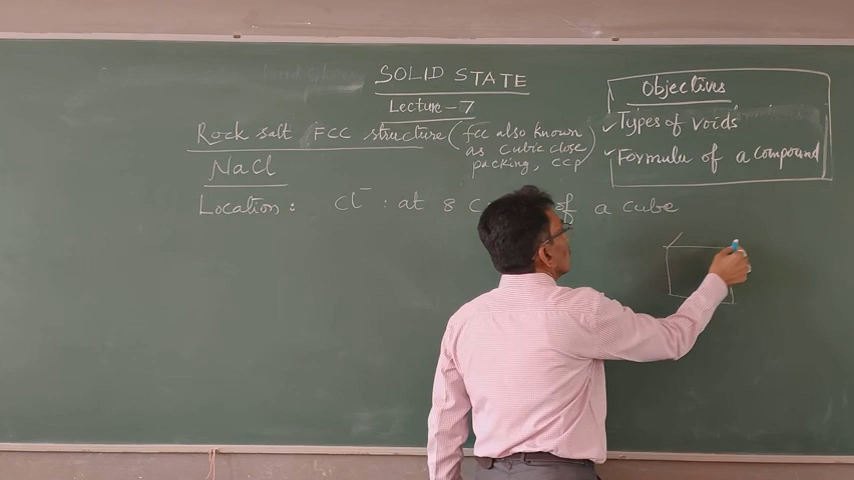 SOLID STATE
Lecture-7
Objectives
✓Types of voids
✓Formula of a compound
Rock salt FCC structure (fcc also known
as cubic close
packing, CCP)
NaCl
Location: Cl⁻ : at 8 of a cube